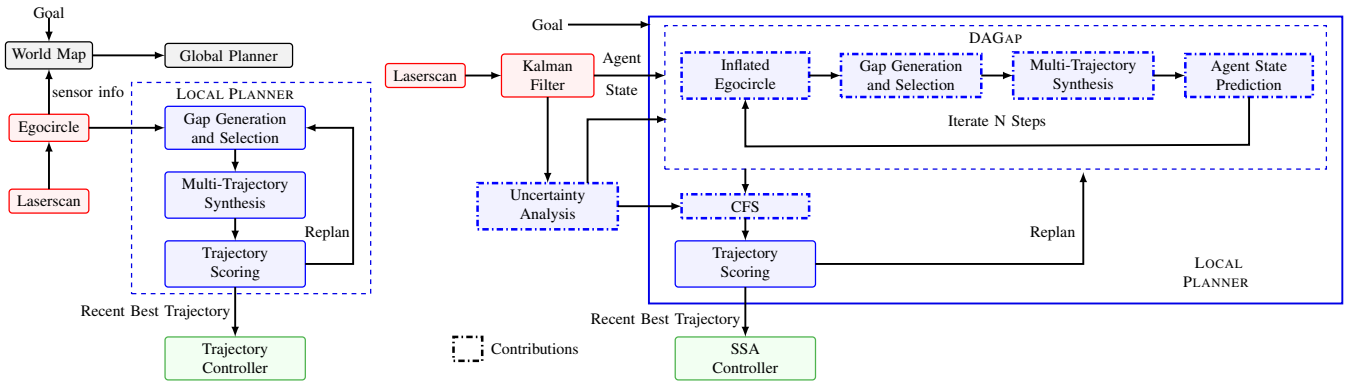 Goal
World Map
Global Planner
sensor info
LOCAL PLANNER
Egocircle
Gap Generation
and Selection
Laserscan
Multi-Trajectory
Synthesis
Replan
Trajectory
Scoring
Recent Best Trajectory
Trajectory
Controller
Goal
DAGAP
Laserscan
Kalman
Filter
Agent
State
Inflated
Egocircle
Gap Generation
and Selection
Multi-Trajectory
Synthesis
Agent State
Prediction
Iterate N Steps
Uncertainty
Analysis
CFS
Replan
Trajectory
Scoring
LOCAL
PLANNER
Recent Best Trajectory
Contributions
SSA
Controller